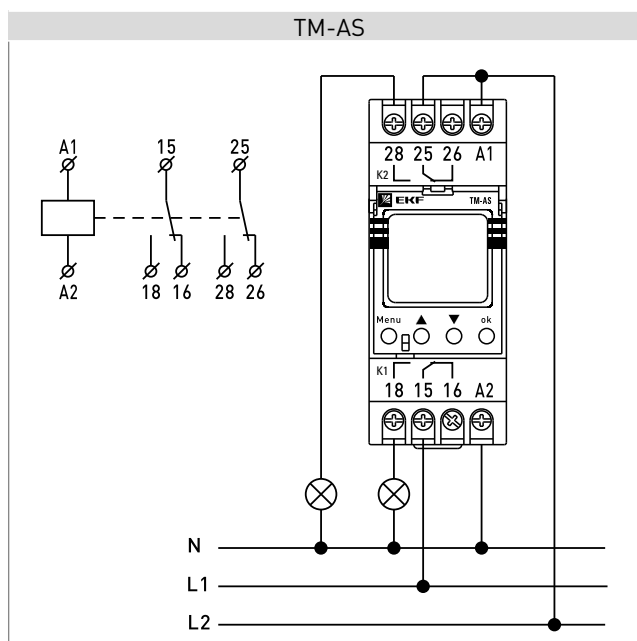 TM-AS
A1 15 25
A2 18 16 28 26
28 25 26 A1
K2
EKF TM-AS
Menu ▲ ▼ ok
K1
18 15 16 A2
N
L1
L2